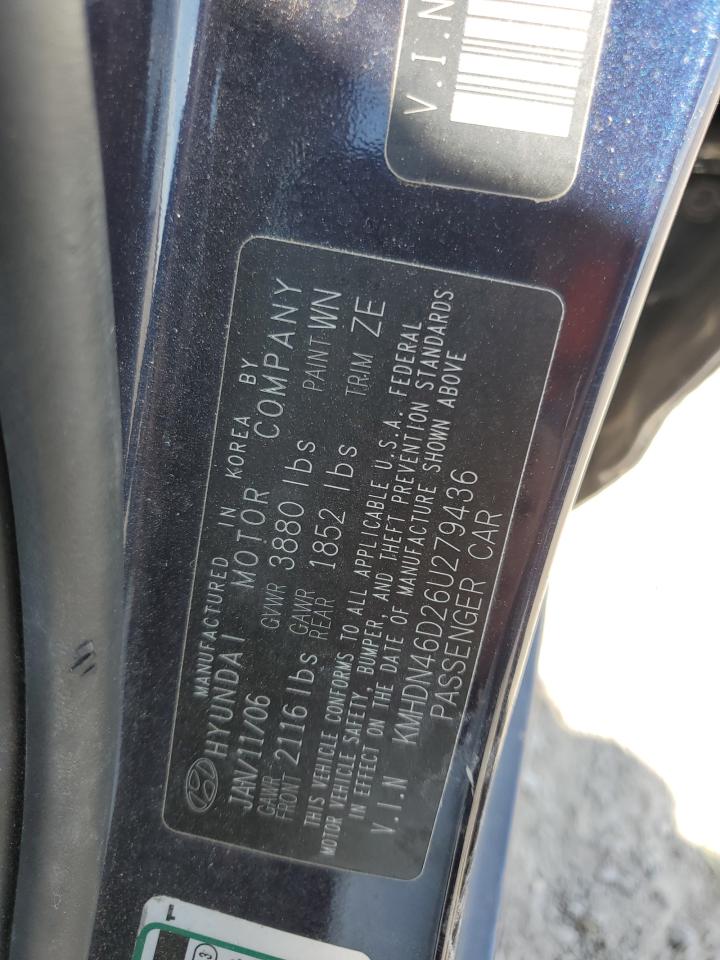 V.I.N
MANUFACTURED IN KOREA BY
HYUNDAI MOTOR COMPANY
JAN/11/06 GVWR 3880 lbs PAINT WN
GAWR FRONT 2116 lbs GAWR REAR 1852 lbs TRIM ZE
THIS VEHICLE CONFORMS TO ALL APPLICABLE U.S.A. FEDERAL
MOTOR VEHICLE SAFETY, BUMPER, AND THEFT PREVENTION STANDARDS
IN EFFECT ON THE DATE OF MANUFACTURE SHOWN ABOVE
V.I.N KMHDN46D26U279436
PASSENGER CAR
T
3